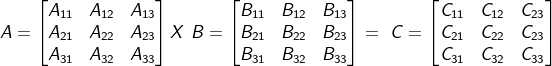 A = [A₁₁ A₁₂ A₁₃; A₂₁ A₂₂ A₂₃; A₃₁ A₃₂ A₃₃] X B = [B₁₁ B₁₂ B₁₃; B₂₁ B₂₂ B₂₃; B₃₁ B₃₂ B₃₃] = C = [C₁₁ C₁₂ C₂₃; C₂₁ C₂₂ C₂₃; C₃₁ C₃₂ C₃₃]